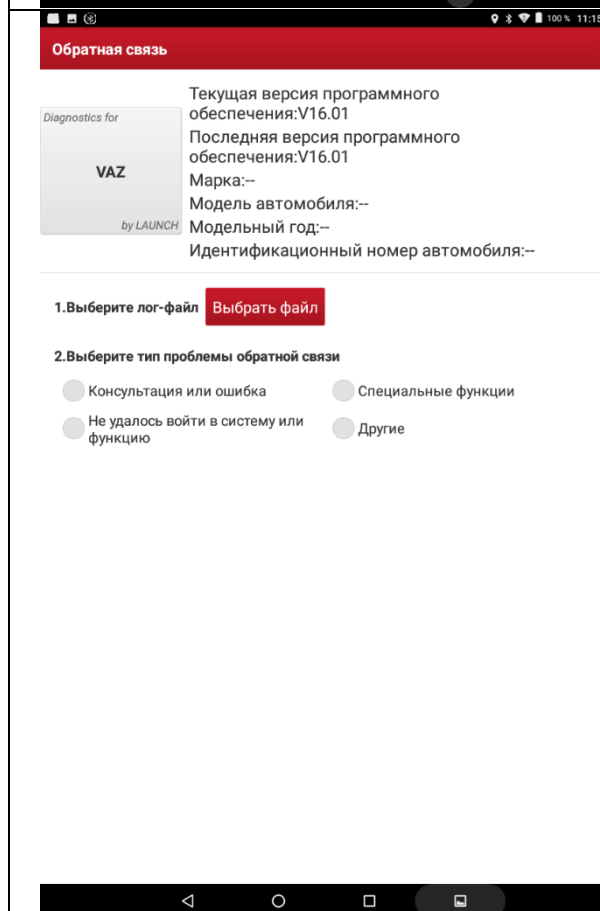 100 % 11:15
Обратная связь
Diagnostics for
VAZ
by LAUNCH
Текущая версия программного
обеспечения:V16.01
Последняя версия программного
обеспечения:V16.01
Марка:--
Модель автомобиля:--
Модельный год:--
Идентификационный номер автомобиля:--
1.Выберите лог-файл Выбрать файл
2.Выберите тип проблемы обратной связи
Консультация или ошибка Специальные функции
Не удалось войти в систему или
функцию
Другие